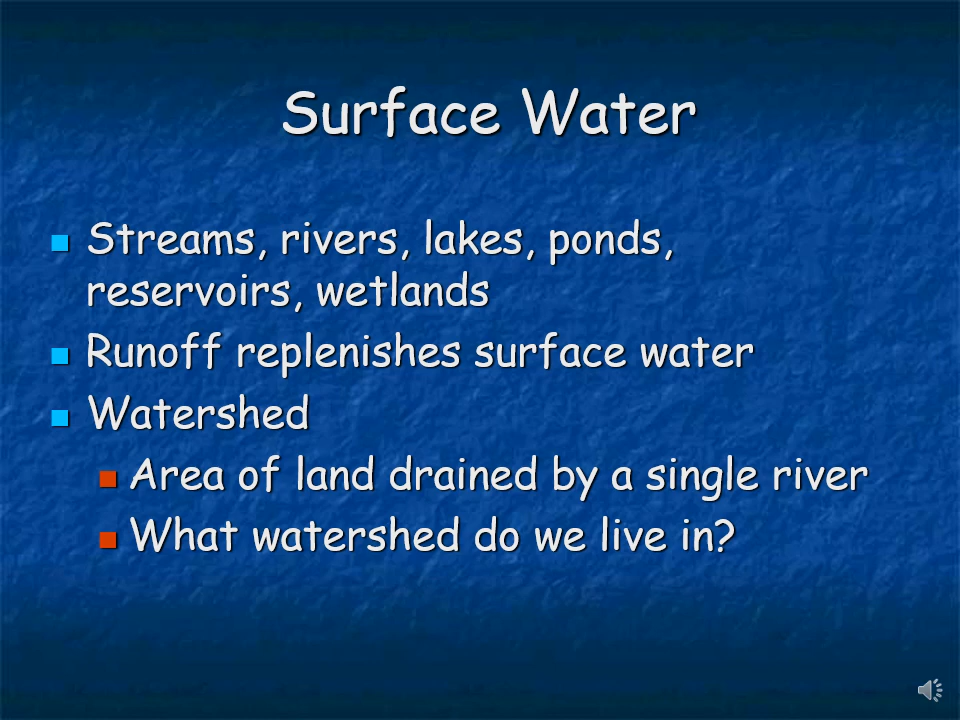 Surface Water
Streams, rivers, lakes, ponds,
reservoirs, wetlands
Runoff replenishes surface water
Watershed
Area of land drained by a single river
What watershed do we live in?